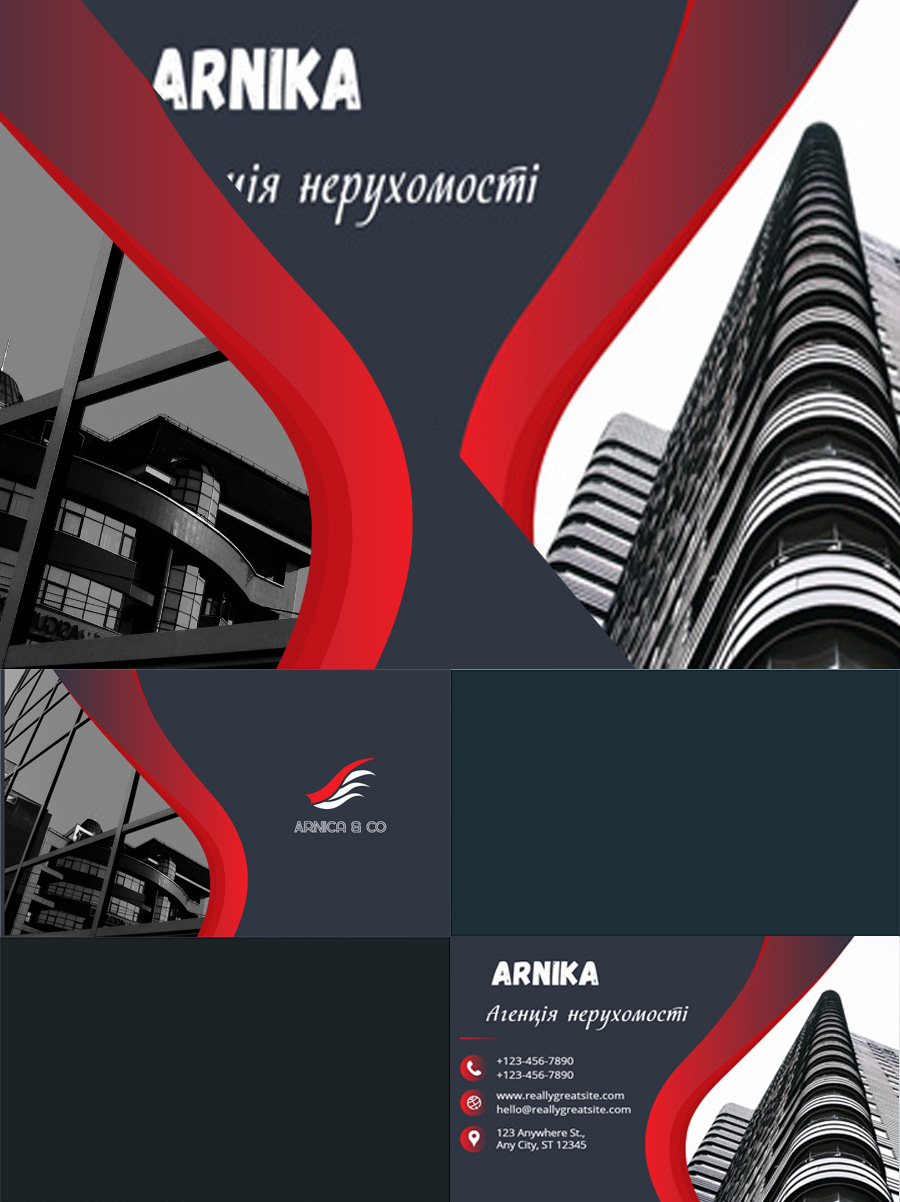 ARNIKA
нерухомості
ARNICA & CO
ARNIKA
Агенція нерухомості
+123-456-7890
+123-456-7890
www.reallygreatsite.com
hello@reallygreatsite.com
123 Anywhere St.,
Any City, ST 12345